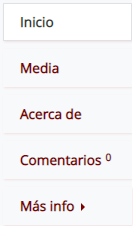 Inicio
Media
Acerca de
Comentarios 0
Más info